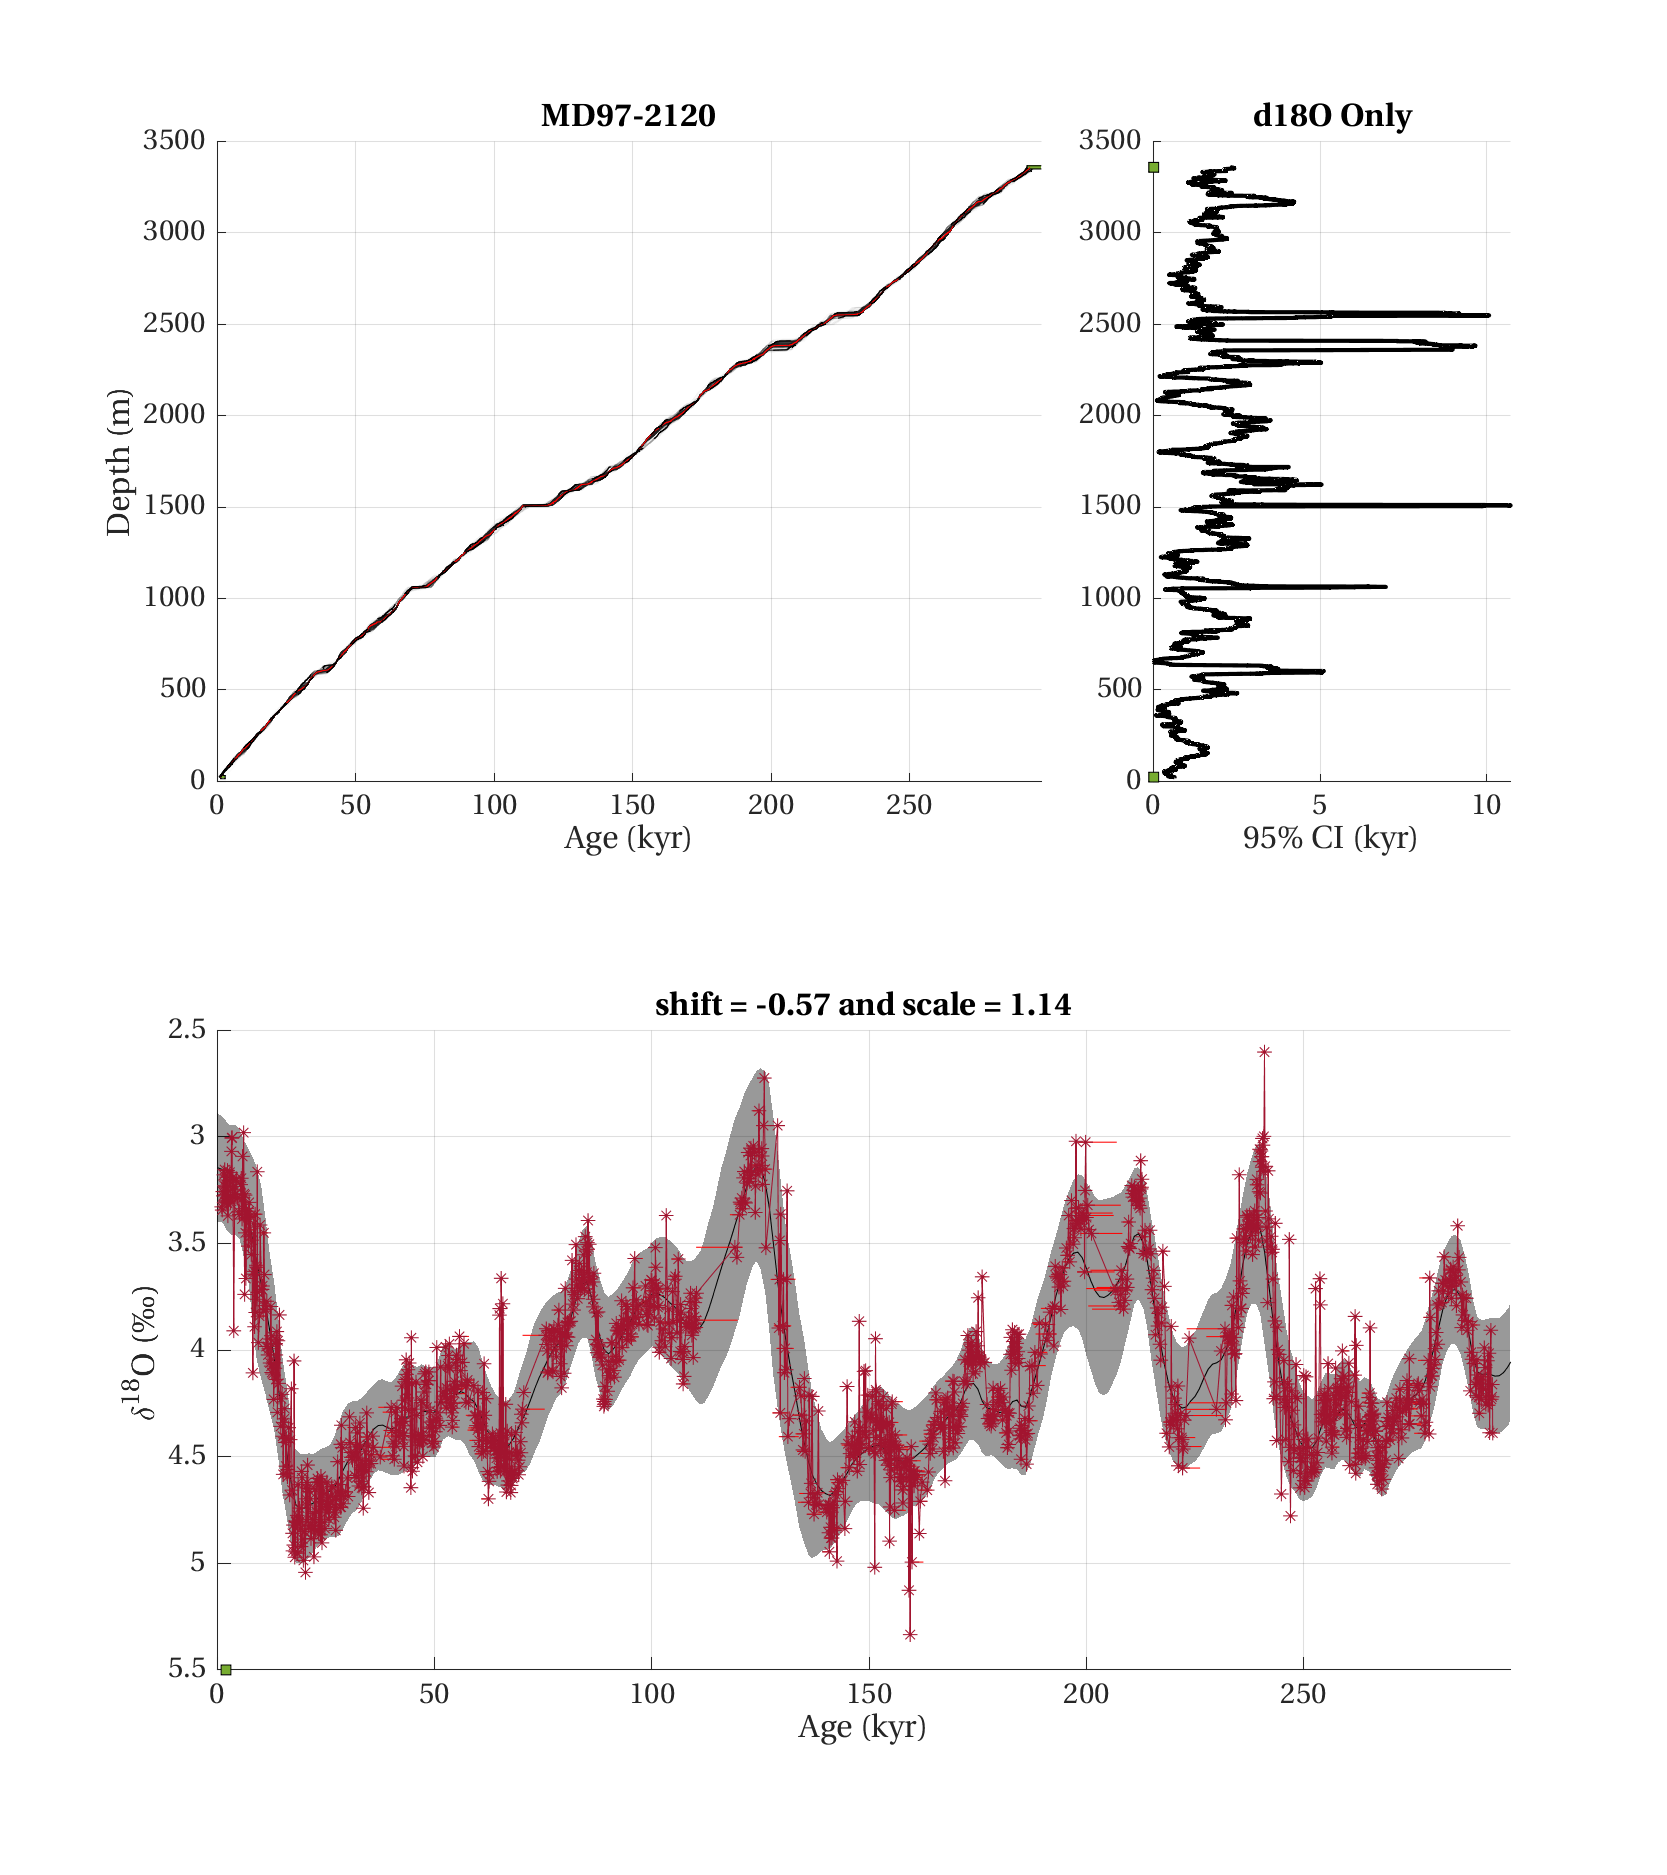 MD97-2120
d18O Only
3500
3000
2500
2000
1500
1000
500
0
Depth (m)
0 50 100 150 200 250
Age (kyr)
3500
3000
2500
2000
1500
1000
500
0
0 5 10
95% CI (kyr)
shift = -0.57 and scale = 1.14
2.5
3
3.5
4
4.5
5
5.5
δ18O (‰)
0 50 100 150 200 250
Age (kyr)